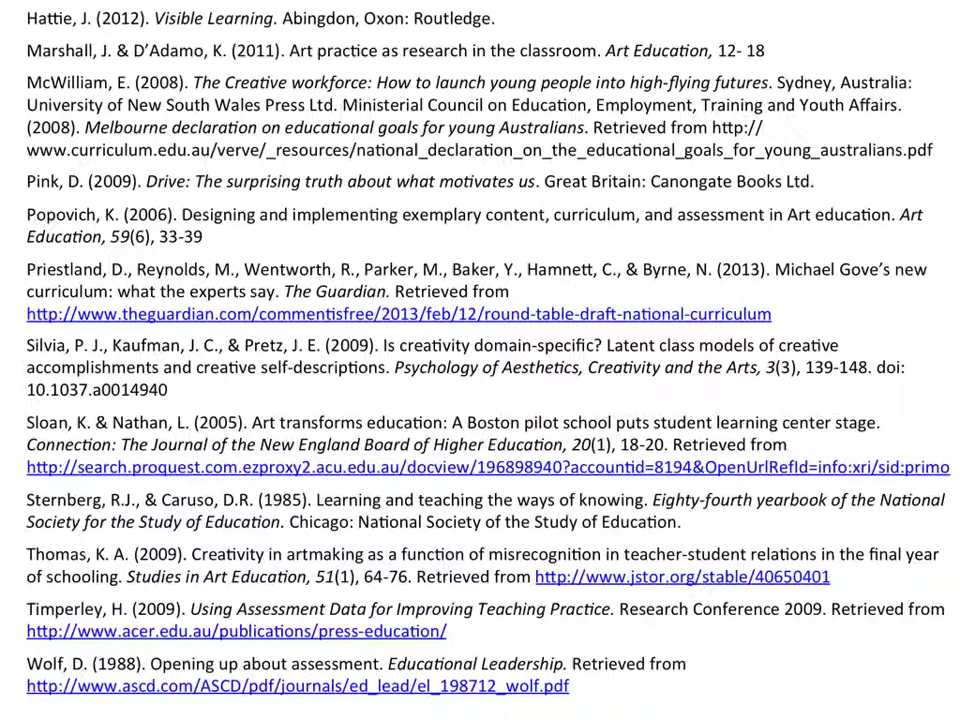 Hattie, J. (2012). Visible Learning. Abingdon, Oxon: Routledge.
Marshall, J. & D'Adamo, K. (2011). Art practice as research in the classroom. Art Education, 12- 18
McWilliam, E. (2008). The Creative workforce: How to launch young people into high-flying futures. Sydney, Australia:
University of New South Wales Press Ltd. Ministerial Council on Education, Employment, Training and Youth Affairs.
(2008). Melbourne declaration on educational goals for young Australians. Retrieved from http://
www.curriculum.edu.au/verve/_resources/national_declaration_on_the_educational_goals_for_young_australians.pdf
Pink, D. (2009). Drive: The surprising truth about what motivates us. Great Britain: Canongate Books Ltd.
Popovich, K. (2006). Designing and implementing exemplary content, curriculum, and assessment in Art education. Art
Education, 59(6), 33-39
Priestland, D., Reynolds, M., Wentworth, R., Parker, M., Baker, Y., Hamnett, C., & Byrne, N. (2013). Michael Gove's new
curriculum: what the experts say. The Guardian. Retrieved from
http://www.theguardian.com/commentisfree/2013/feb/12/round-table-draft-national-curriculum
Silvia, P. J., Kaufman, J. C., & Pretz, J. E. (2009). Is creativity domain-specific? Latent class models of creative
accomplishments and creative self-descriptions. Psychology of Aesthetics, Creativity and the Arts, 3(3), 139-148. doi:
10.1037.a0014940
Sloan, K. & Nathan, L. (2005). Art transforms education: A Boston pilot school puts student learning center stage.
Connection: The Journal of the New England Board of Higher Education, 20(1), 18-20. Retrieved from
http://search.proquest.com.ezproxy2.acu.edu.au/docview/196898940?accountid=8194&OpenUrlRefId=info:xri/sid:primo
Sternberg, R.J., & Caruso, D.R. (1985). Learning and teaching the ways of knowing. Eighty-fourth yearbook of the National
Society for the Study of Education. Chicago: National Society of the Study of Education.
Thomas, K. A. (2009). Creativity in artmaking as a function of misrecognition in teacher-student relations in the final year
of schooling. Studies in Art Education, 51(1), 64-76. Retrieved from http://www.jstor.org/stable/40650401
Timperley, H. (2009). Using Assessment Data for Improving Teaching Practice. Research Conference 2009. Retrieved from
http://www.acer.edu.au/publications/press-education/
Wolf, D. (1988). Opening up about assessment. Educational Leadership. Retrieved from
http://www.ascd.com/ASCD/pdf/journals/ed_lead/el_198712_wolf.pdf